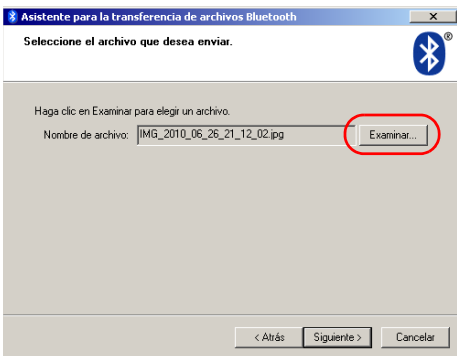 Asistente para la transferencia de archivos Bluetooth
Seleccione el archivo que desea enviar.
®
Haga clic en Examinar para elegir un archivo.
Nombre de archivo: IMG_2010_06_26_21_12_02.jpg Examinar...
< Atrás Siguiente > Cancelar